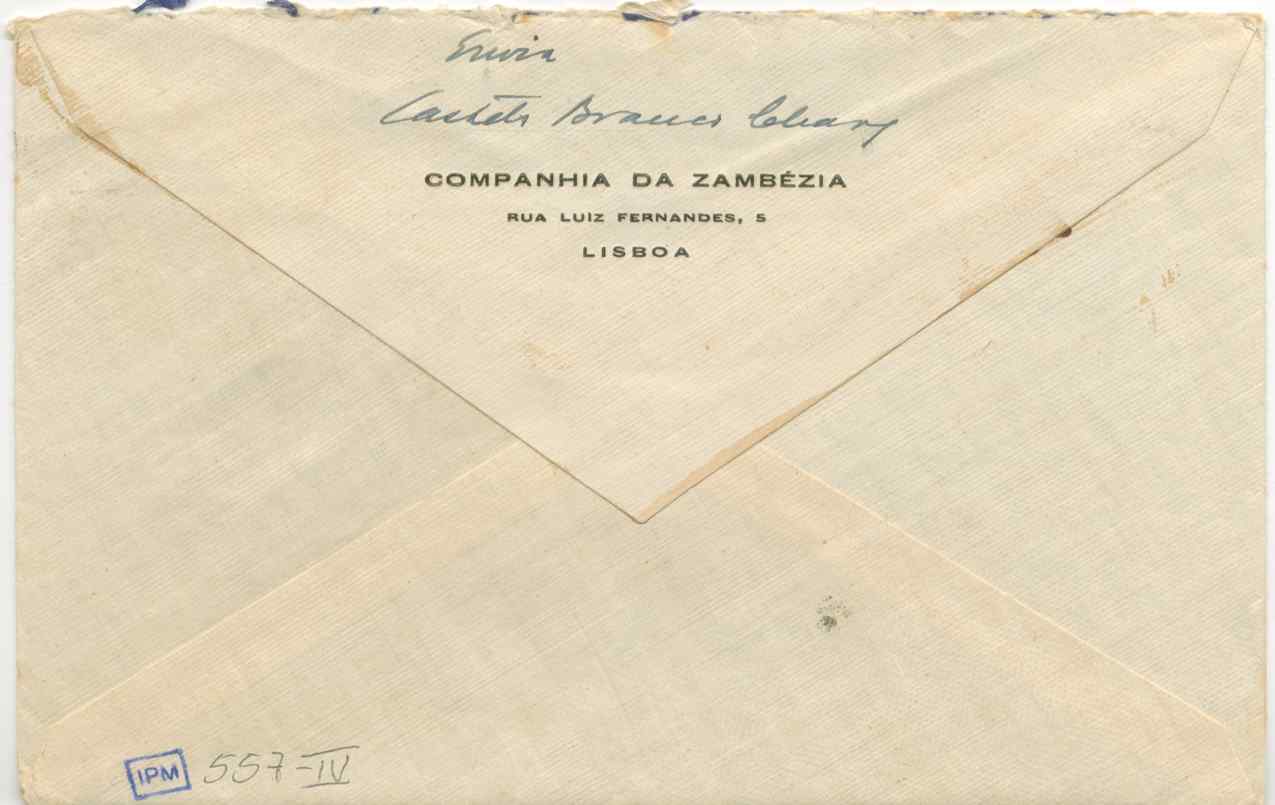 Envia
Castelo Branco Chaves
COMPANHIA DA ZAMBÉZIA
RUA LUIZ FERNANDES, 5
LISBOA
IPM 557-IV